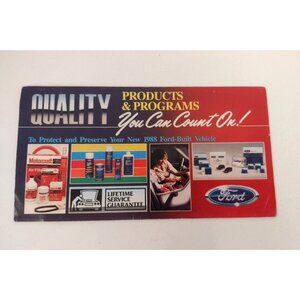 QUALITY
PRODUCTS
& PROGRAMS
You Can Count On!
To Protect and Preserve Your New 1988 Ford-Built Vehicle
Motorcraft
LIFETIME
SERVICE
GUARANTEE
Ford